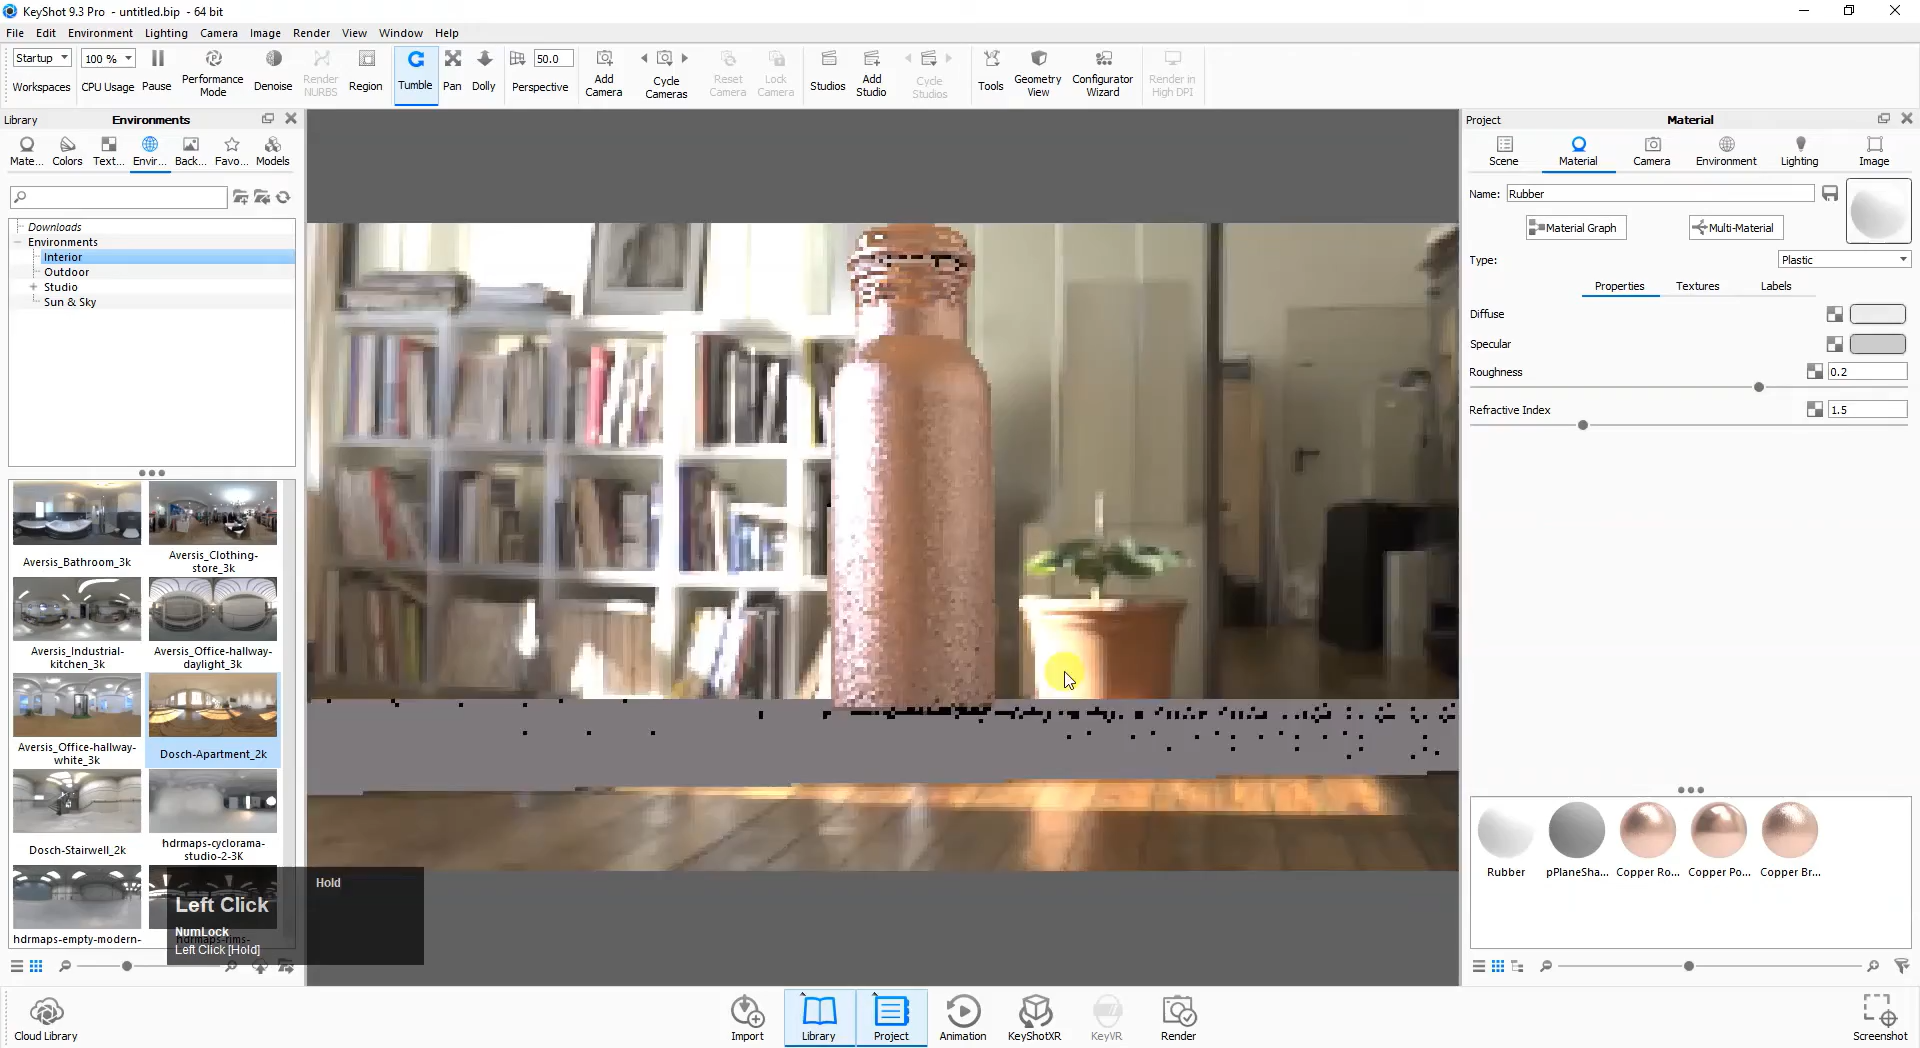 KeyShot 9.3 Pro - untitled.bip - 64 bit
File Edit Environment Lighting Camera Image Render View Window Help
Startup
Workspaces
100 %
CPU Usage
Pause
Performance
Mode
Denoise
Render
NURBS
Region
Tumble
Pan
Dolly
50.0
Perspective
Add
Camera
Cycle
Cameras
Reset
Camera
Lock
Camera
Studios
Add
Studio
Cycle
Studios
Tools
Geometry
View
Configurator
Wizard
Render in
High DPI
Library
Environments
Mate...
Colors
Text...
Envir...
Back...
Favo...
Models
Downloads
Environments
Interior
Outdoor
Studio
Sun & Sky
Aversis_Bathroom_3k
Aversis_Clothing-
store_3k
Aversis_Industrial-
kitchen_3k
Aversis_Office-hallway-
daylight_3k
Aversis_Office-hallway-
white_3k
Dosch-Apartment_2k
Dosch-Stairwell_2k
hdrmaps-cyclorama-
studio-2-3K
hdrmaps-empty-modern-
Hold
Left Click
NumLock
Left Click [Hold]
Project
Material
Scene
Material
Camera
Environment
Lighting
Image
Name: Rubber
Material Graph
Multi-Material
Type: Plastic
Properties
Textures
Labels
Diffuse
Specular
Roughness 0.2
Refractive Index 1.5
Rubber
pPlaneSha...
Copper Ro...
Copper Po...
Copper Br...
Cloud Library
Import
Library
Project
Animation
KeyShotXR
KeyVR
Render
Screenshot